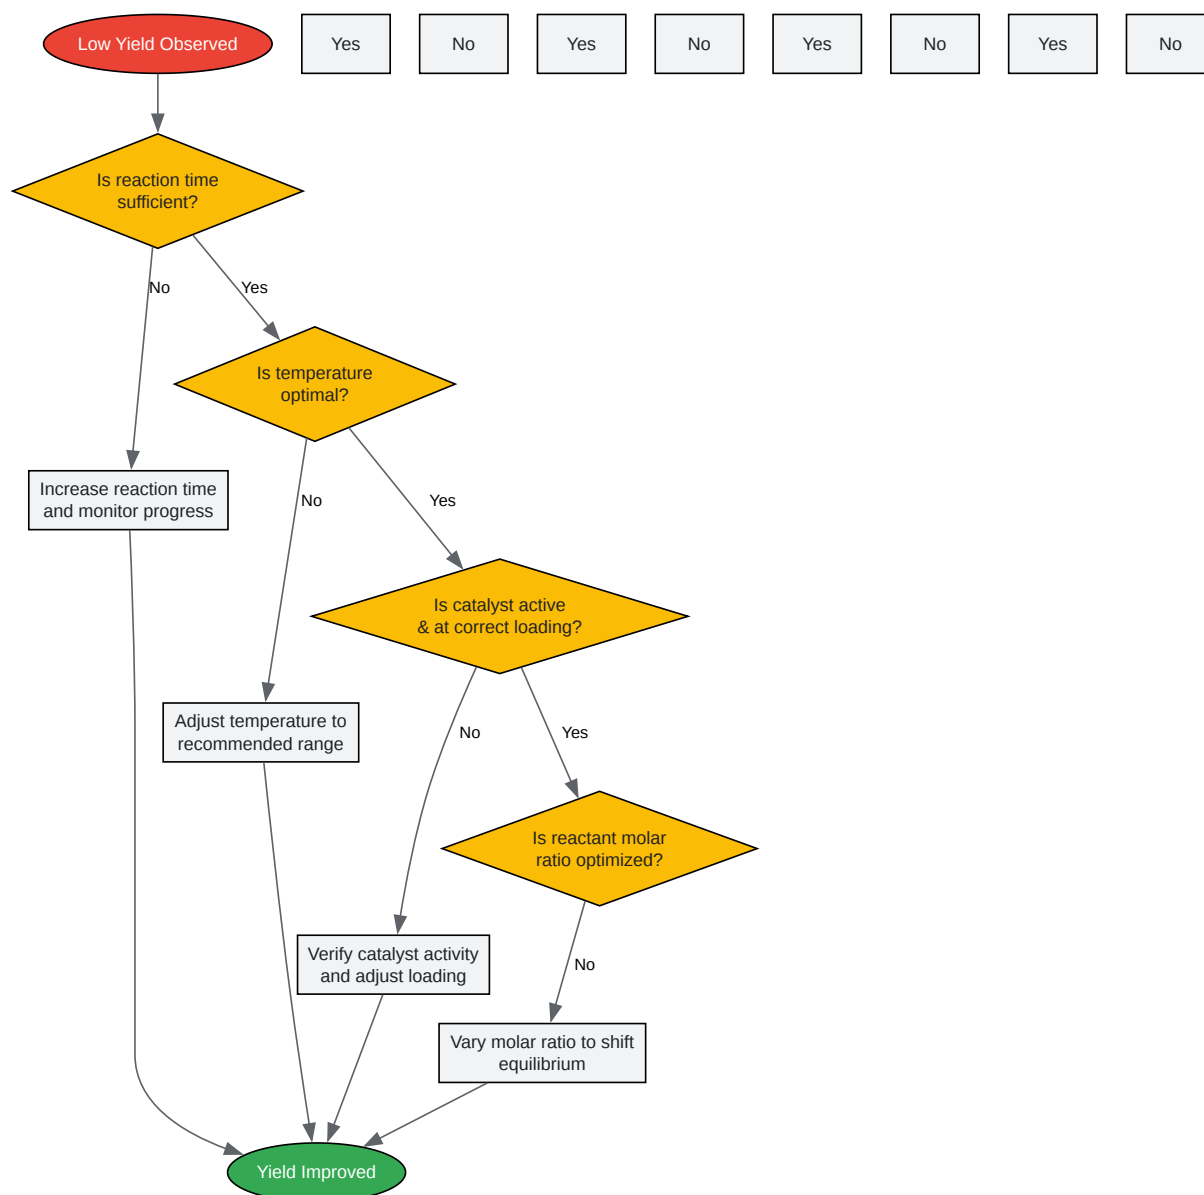 Low Yield Observed
Yes
No
Yes
No
Yes
No
Yes
No
Is reaction time
sufficient?
No
Yes
Is temperature
optimal?
Increase reaction time
and monitor progress
No
Yes
Is catalyst active
& at correct loading?
Adjust temperature to
recommended range
No
Yes
Is reactant molar
ratio optimized?
Verify catalyst activity
and adjust loading
No
Vary molar ratio to shift
equilibrium
Yield Improved